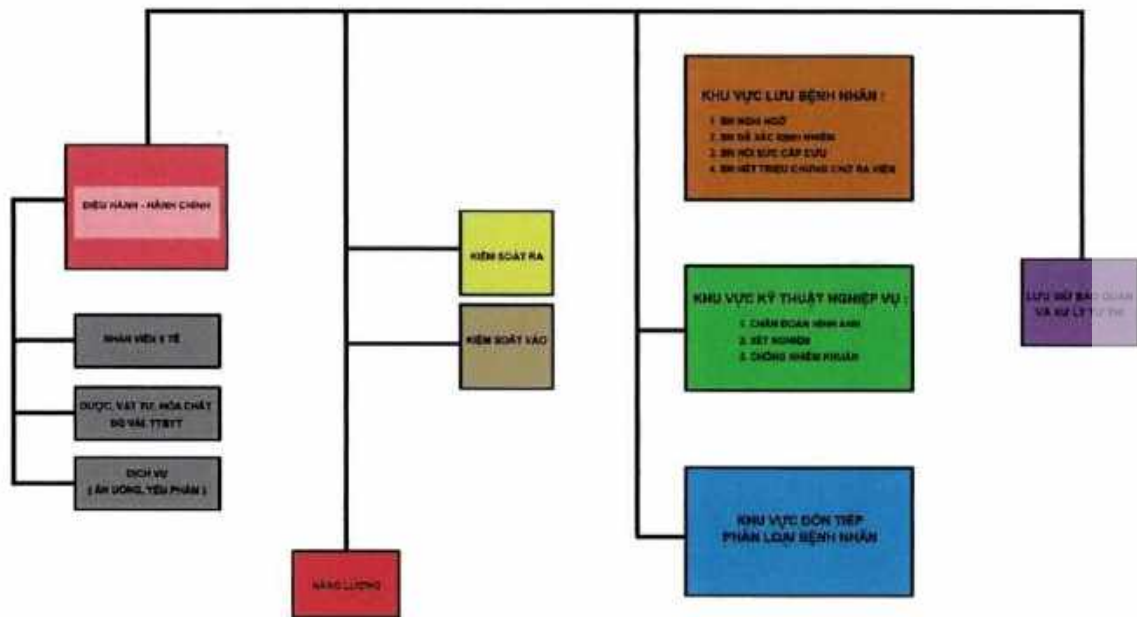 KHU VỰC LƯU BỆNH NHÂN :
1. BN NGHI NGỜ
2. BN ĐÃ XÁC ĐỊNH NHIỄM
3. BN HỒI SỨC CẤP CỨU
4. BN HẾT TRIỆU CHỨNG CHỜ RA VIỆN
ĐIỀU HÀNH - HÀNH CHÍNH
KIỂM SOÁT RA
KIỂM SOÁT VÀO
KHU VỰC KỸ THUẬT NGHIỆP VỤ :
1. CHẨN ĐOÁN HÌNH ẢNH
2. XÉT NGHIỆM
3. CHỐNG NHIỄM KHUẨN
LƯU GIỮ BẢO QUẢN
VÀ XỬ LÝ TỬ THI
NHÂN VIÊN Y TẾ
DƯỢC, VẬT TƯ, HÓA CHẤT
ĐỒ VẢI, TTBYT
DỊCH VỤ
( ĂN UỐNG, YẾU PHẨM )
KHU VỰC ĐÓN TIẾP
PHÂN LOẠI BỆNH NHÂN
NĂNG LƯỢNG